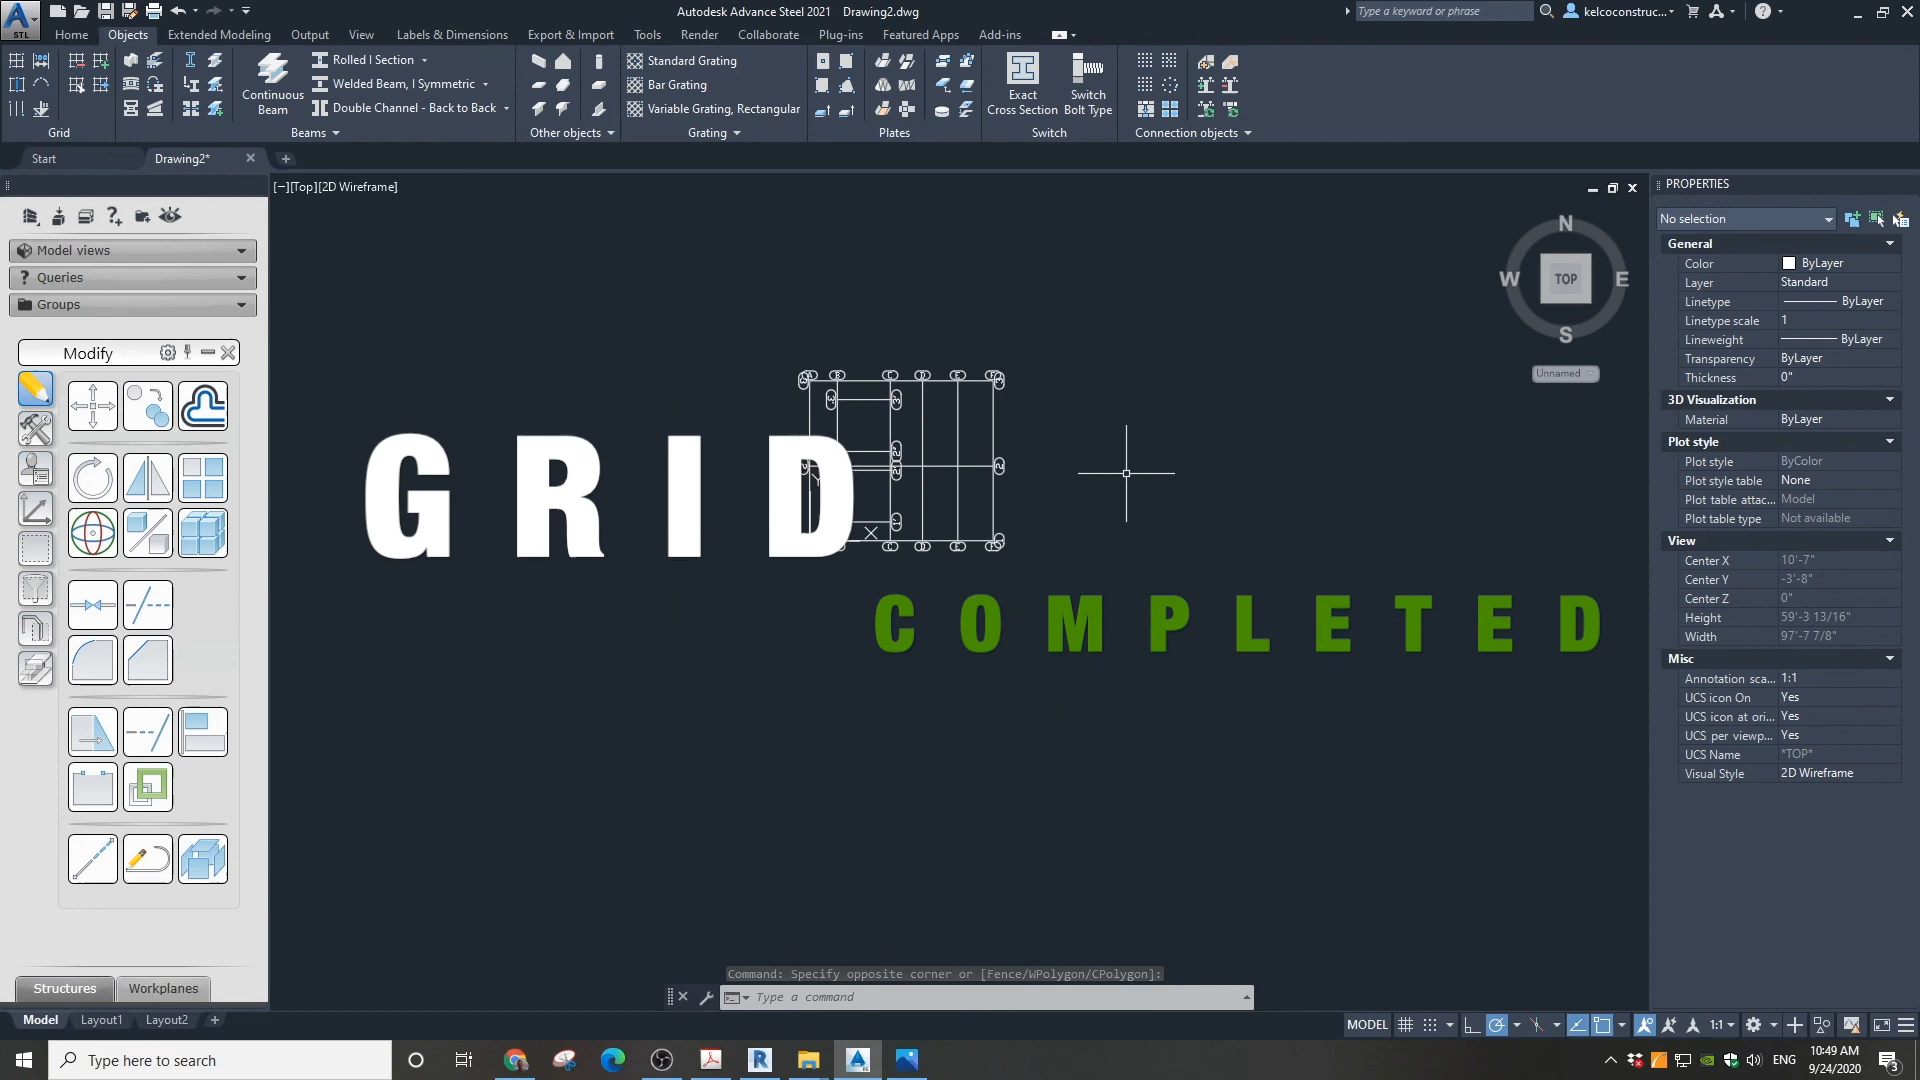 Autodesk Advance Steel 2021 Drawing2.dwg
Type a keyword or phrase
kelcoconstruc...
STL
Home Objects Extended Modeling Output View Labels & Dimensions Export & Import Tools Render Collaborate Plug-ins Featured Apps Add-ins
Rolled I Section
Welded Beam, I Symmetric
Double Channel - Back to Back
Continuous
Beam
Standard Grating
Bar Grating
Variable Grating, Rectangular
Exact
Cross Section
Switch
Bolt Type
Grid Beams Other objects Grating Plates Switch Connection objects
Start Drawing2*
[−][Top][2D Wireframe]
Model views
Queries
Groups
Modify
N
W TOP E
S
Unnamed
A B C D E F
3 3
3' 3'
2'
2 2
1'
Y
X
C D E F
GRID
COMPLETED
PROPERTIES
No selection
General
Color ByLayer
Layer Standard
Linetype ByLayer
Linetype scale 1
Lineweight ByLayer
Transparency ByLayer
Thickness 0"
3D Visualization
Material ByLayer
Plot style
Plot style ByColor
Plot style table None
Plot table attac... Model
Plot table type Not available
View
Center X 10'-7"
Center Y -3'-8"
Center Z 0"
Height 59'-3 13/16"
Width 97'-7 7/8"
Misc
Annotation sca... 1:1
UCS icon On Yes
UCS icon at ori... Yes
UCS per viewp... Yes
UCS Name *TOP*
Visual Style 2D Wireframe
Command: Specify opposite corner or [Fence/WPolygon/CPolygon]:
Type a command
Structures Workplanes
Model Layout1 Layout2
MODEL 1:1
Type here to search
ENG
10:49 AM
9/24/2020
3